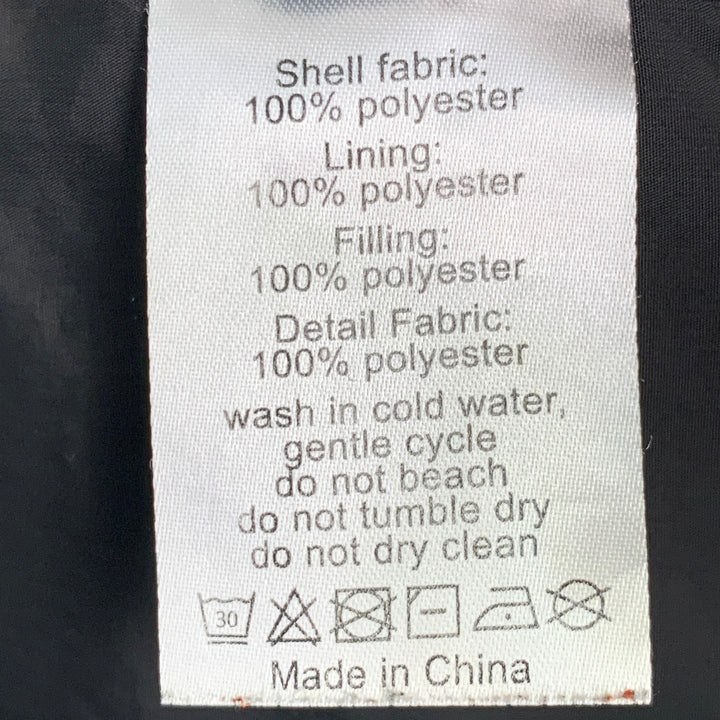 Shell fabric:
100% polyester
Lining:
100% polyester
Filling:
100% polyester
Detail Fabric:
100% polyester
wash in cold water,
gentle cycle
do not beach
do not tumble dry
do not dry clean
30
Made in China